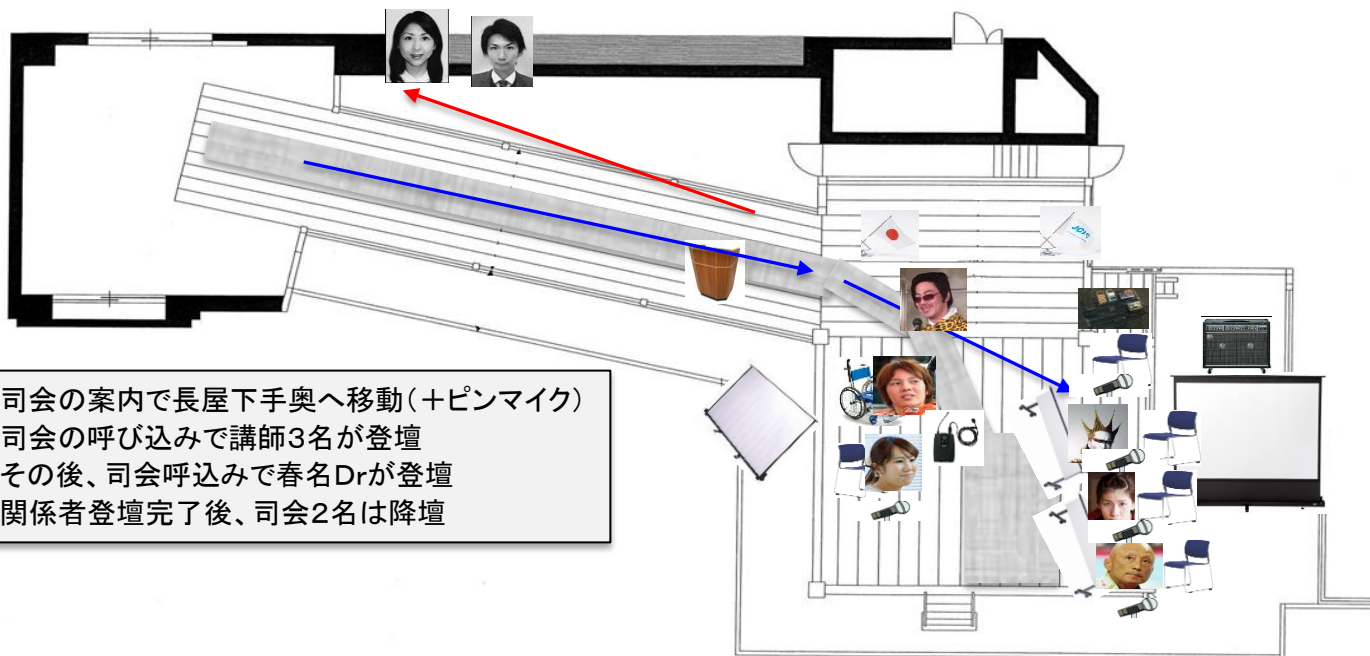 司会の案内で長屋下手奥へ移動（＋ピンマイク）
司会の呼び込みで講師3名が登壇
その後、司会呼込みで春名Drが登壇
関係者登壇完了後、司会2名は降壇